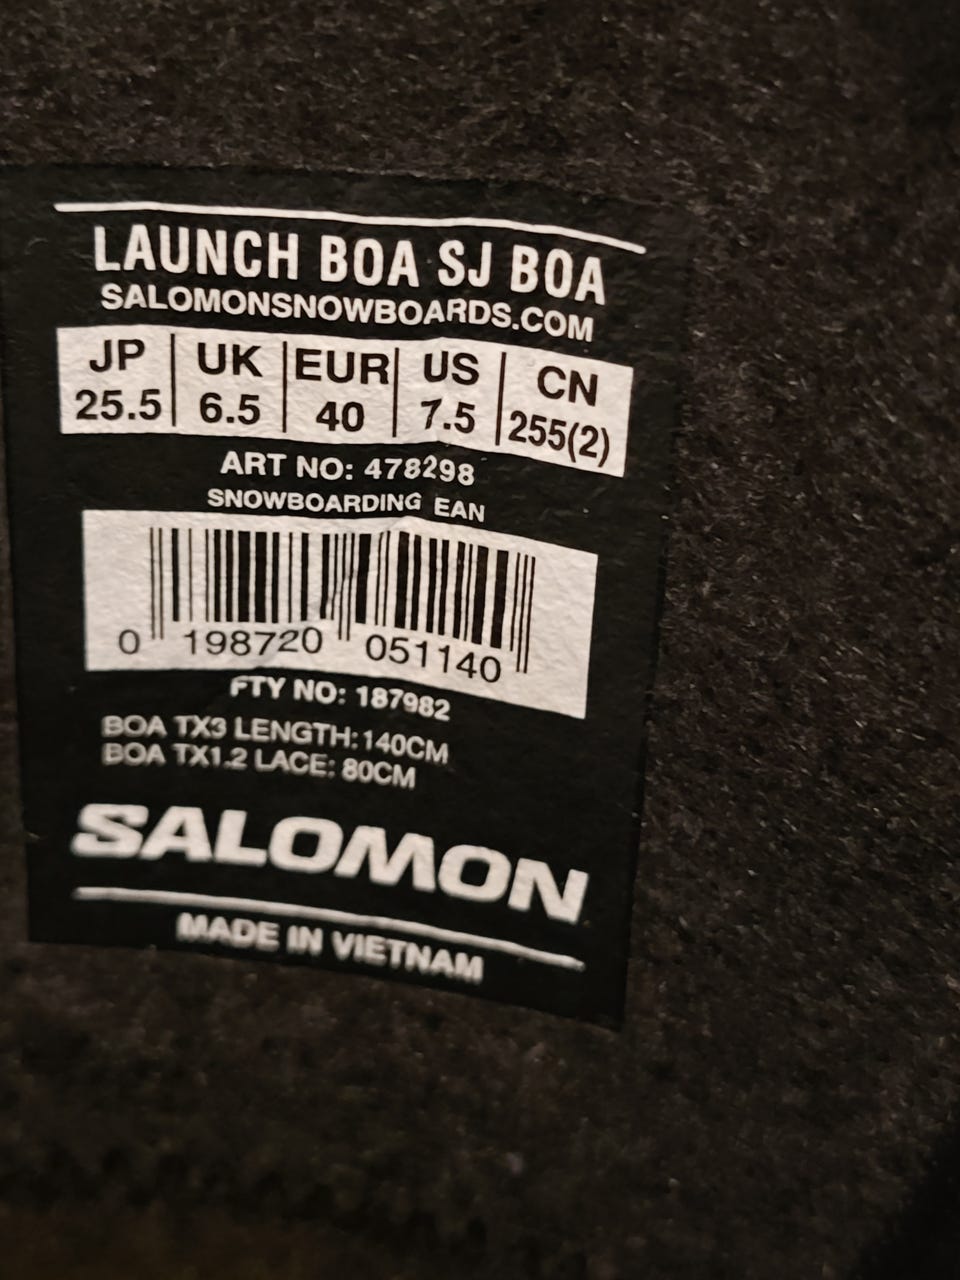 LAUNCH BOA SJ BOA
SALOMONSNOWBOARDS.COM
JP UK EUR US CN
25.5 6.5 40 7.5 255(2)
ART NO: 478298
SNOWBOARDING EAN
0 198720 051140
FTY NO: 187982
BOA TX3 LENGTH: 140CM
BOA TX1.2 LACE: 80CM
SALOMON
MADE IN VIETNAM